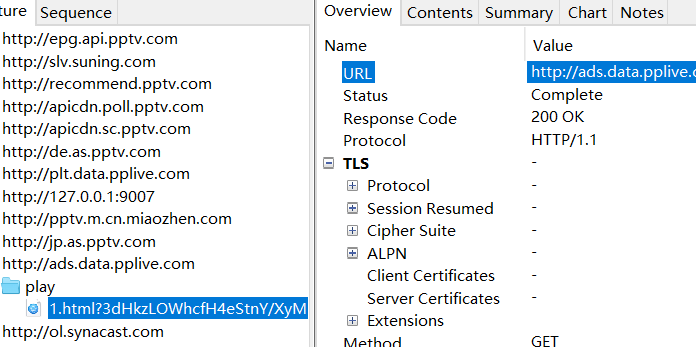 ture Sequence
http://epg.api.pptv.com
http://slv.suning.com
http://recommend.pptv.com
http://apicdn.poll.pptv.com
http://apicdn.sc.pptv.com
http://de.as.pptv.com
http://plt.data.pplive.com
http://127.0.0.1:9007
http://pptv.m.cn.miaozhen.com
http://jp.as.pptv.com
http://ads.data.pplive.com
play
1.html?3dHkzLOWhcfH4eStnY/XyM
http://ol.synacast.com
Overview Contents Summary Chart Notes
Name Value
URL http://ads.data.pplive.c
Status Complete
Response Code 200 OK
Protocol HTTP/1.1
TLS -
Protocol -
Session Resumed -
Cipher Suite -
ALPN -
Client Certificates -
Server Certificates -
Extensions -
Method GET